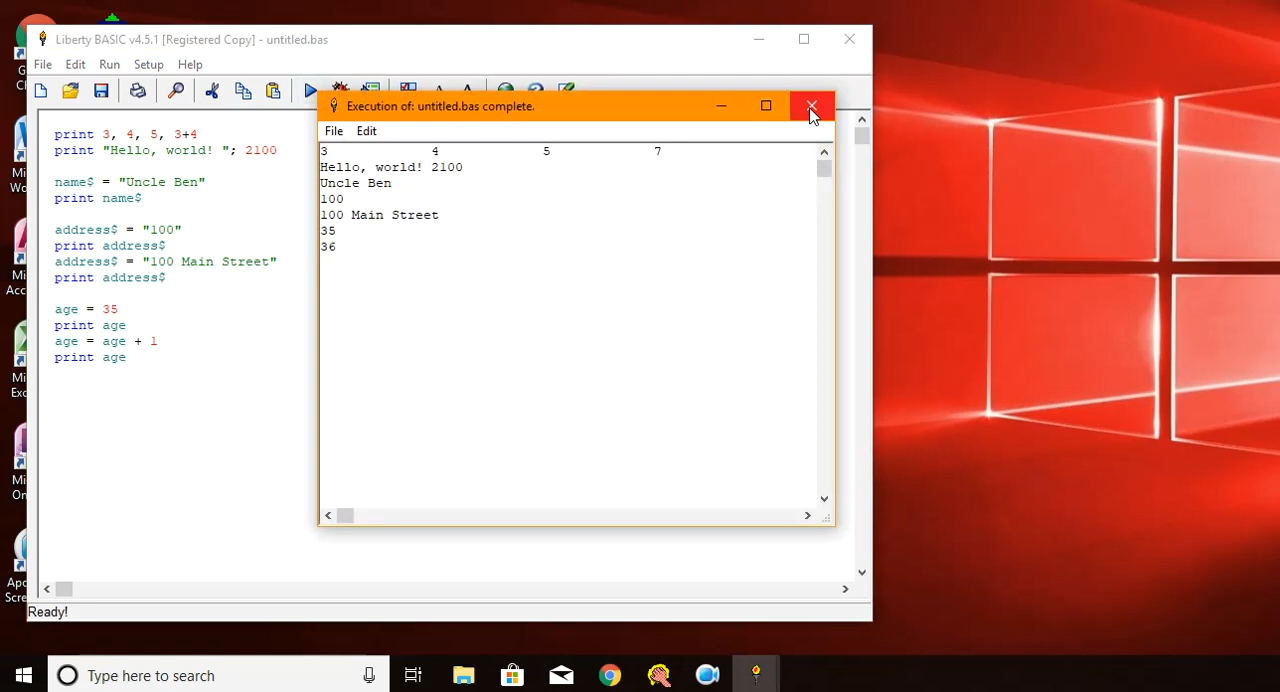 Liberty BASIC v4.5.1 [Registered Copy] - untitled.bas
File Edit Run Setup Help
print 3, 4, 5, 3+4
print "Hello, world! "; 2100
name$ = "Uncle Ben"
print name$
address$ = "100"
print address$
address$ = "100 Main Street"
print address$
age = 35
print age
age = age + 1
print age
Ready!
Execution of: untitled.bas complete.
File Edit
3 4 5 7
Hello, world! 2100
Uncle Ben
100
100 Main Street
35
36
Type here to search